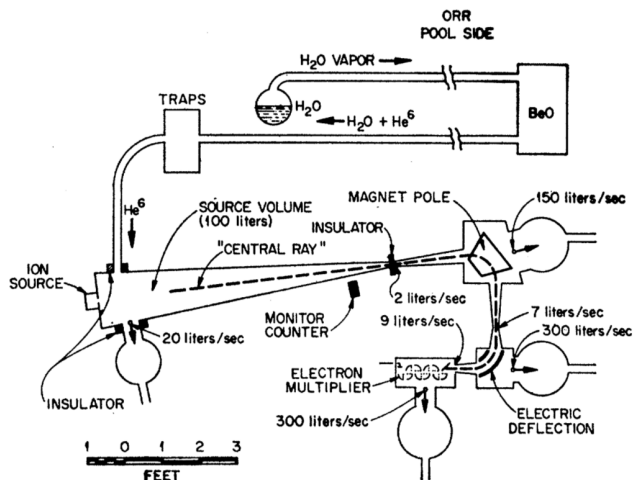 ORR
POOL SIDE
H₂O VAPOR
TRAPS
H₂O
BeO
H₂O + He⁶
MAGNET POLE
150 liters/sec
He⁶
SOURCE VOLUME
(100 liters)
INSULATOR
"CENTRAL RAY"
ION
SOURCE
2 liters/sec
MONITOR
COUNTER
7 liters/sec
9 liters/sec
300 liters/sec
20 liters/sec
ELECTRON
MULTIPLIER
INSULATOR
ELECTRIC
DEFLECTION
300 liters/sec
1 0 1 2 3
FEET